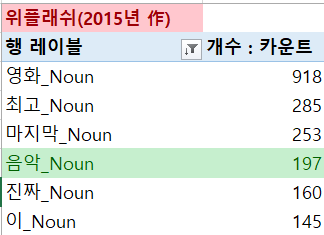 위플래쉬(2015년 作)
행 레이블 개수 : 카운트
영화_Noun 918
최고_Noun 285
마지막_Noun 253
음악_Noun 197
진짜_Noun 160
이_Noun 145